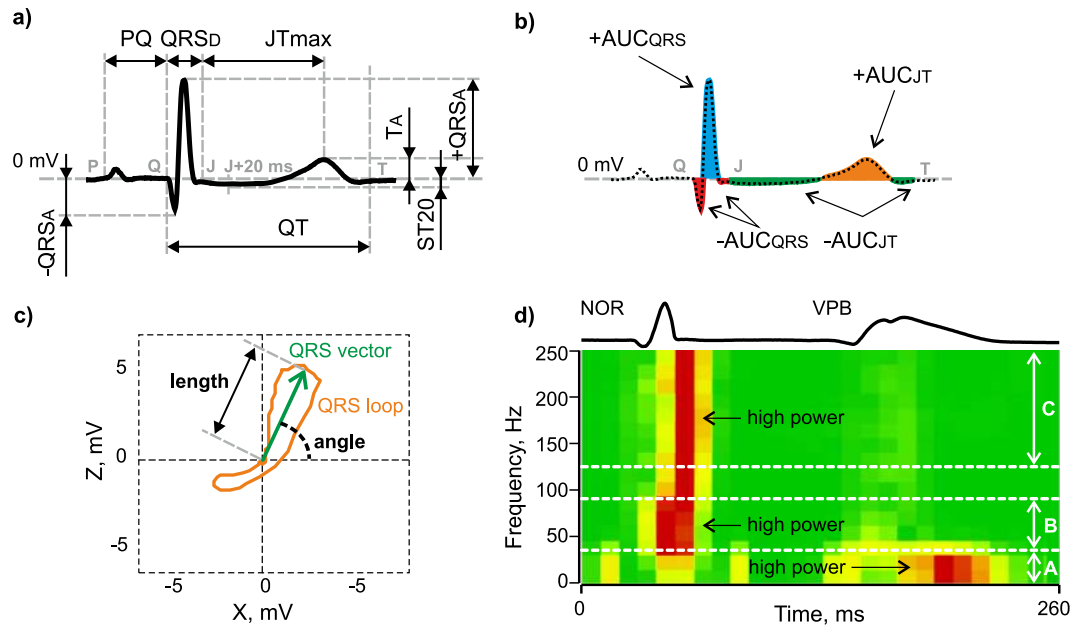 a)
PQ QRSD JTmax
0 mV
P Q J J+20 ms T
TA
+QRSA
-QRSA
ST20
QT
b)
+AUCQRS
+AUCJT
0 mV
Q J T
-AUCQRS -AUCJT
c)
QRS vector
length
QRS loop
angle
Z, mV
5
0
-5
-5 0 -5
X, mV
d)
NOR VPB
250
200
150
100
50
0
Frequency, Hz
high power
high power
high power
C
B
A
0 260
Time, ms